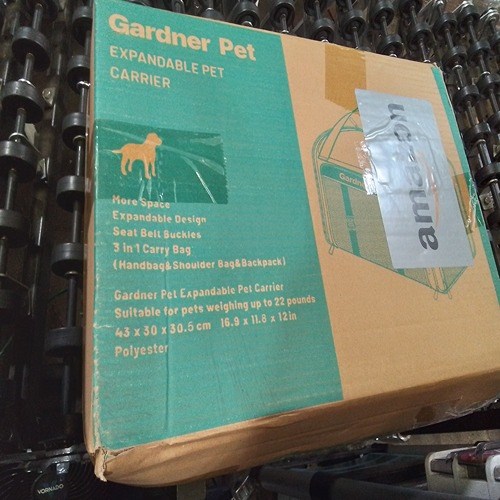 Gardner Pet
EXPANDABLE PET
CARRIER
More Space
Expandable Design
Seat Belt Buckles
3 in 1 Carry Bag
(Handbag&Shoulder Bag&Backpack)
Gardner Pet Expandable Pet Carrier
Suitable for pets weighing up to 22 pounds
43 x 30 x 30.5 cm 16.9 x 11.8 x 12 in
Polyester
Gardn
amazon
VORNADO